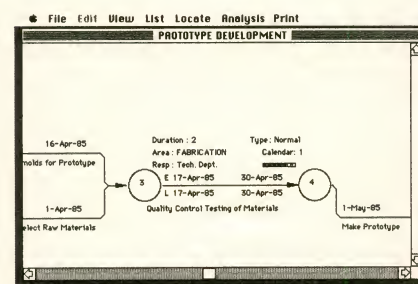 File Edit View List Locate Analysis Print
PROTOTYPE DEVELOPMENT
16-Apr-85
molds for Prototype
1-Apr-85
elect Raw Materials
3
Duration : 2 Type : Normal
Area : FABRICATION Calendar: 1
Resp : Tech. Dept.
E 17-Apr-85 30-Apr-85
L 17-Apr-85 30-Apr-85
Quality Control Testing of Materials
4
1-May-85
Make Prototype